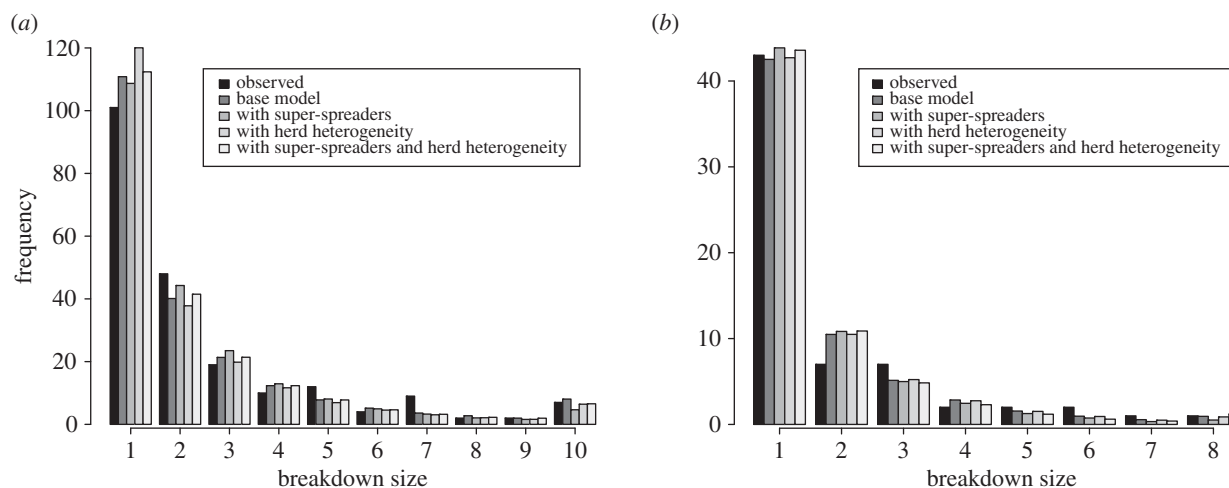 (a)
120
100
80
60
40
20
0
frequency
observed
base model
with super-spreaders
with herd heterogeneity
with super-spreaders and herd heterogeneity
1 2 3 4 5 6 7 8 9 10
breakdown size
(b)
40
30
20
10
0
observed
base model
with super-spreaders
with herd heterogeneity
with super-spreaders and herd heterogeneity
1 2 3 4 5 6 7 8
breakdown size